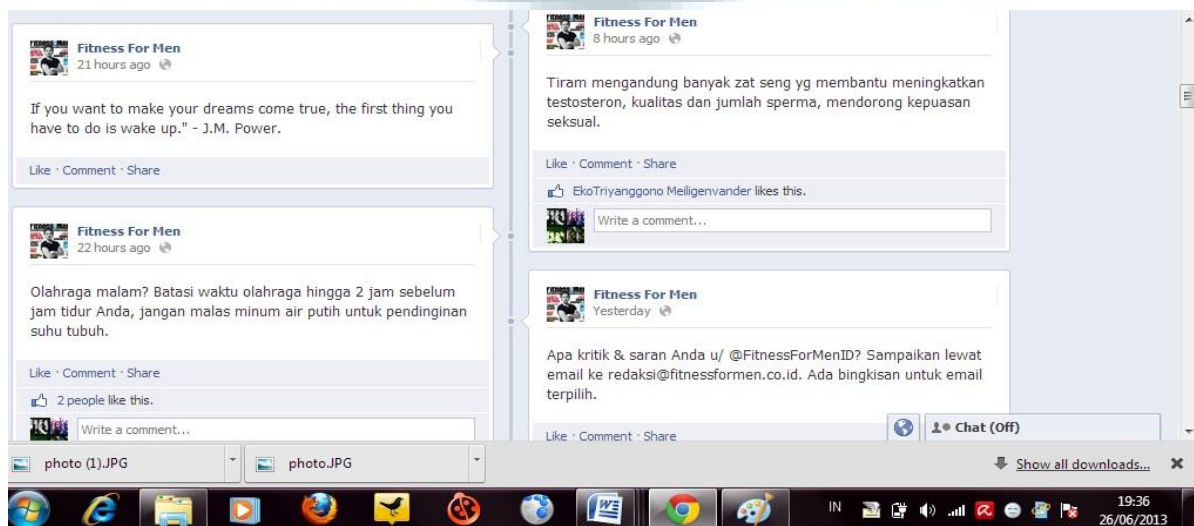 Fitness For Men
21 hours ago
If you want to make your dreams come true, the first thing you
have to do is wake up." - J.M. Power.
Like · Comment · Share
Fitness For Men
22 hours ago
Olahraga malam? Batasi waktu olahraga hingga 2 jam sebelum
jam tidur Anda, jangan malas minum air putih untuk pendinginan
suhu tubuh.
Like · Comment · Share
2 people like this.
Write a comment...
Fitness For Men
8 hours ago
Tiram mengandung banyak zat seng yg membantu meningkatkan
testosteron, kualitas dan jumlah sperma, mendorong kepuasan
seksual.
Like · Comment · Share
EkoTriyanggono Meiligenvander likes this.
Write a comment...
Fitness For Men
Yesterday
Apa kritik & saran Anda u/ @FitnessForMenID? Sampaikan lewat
email ke redaksi@fitnessformen.co.id. Ada bingkisan untuk email
terpilih.
Like · Comment · Share
Chat (Off)
photo (1).JPG
photo.JPG
Show all downloads...
IN
19:36
26/06/2013